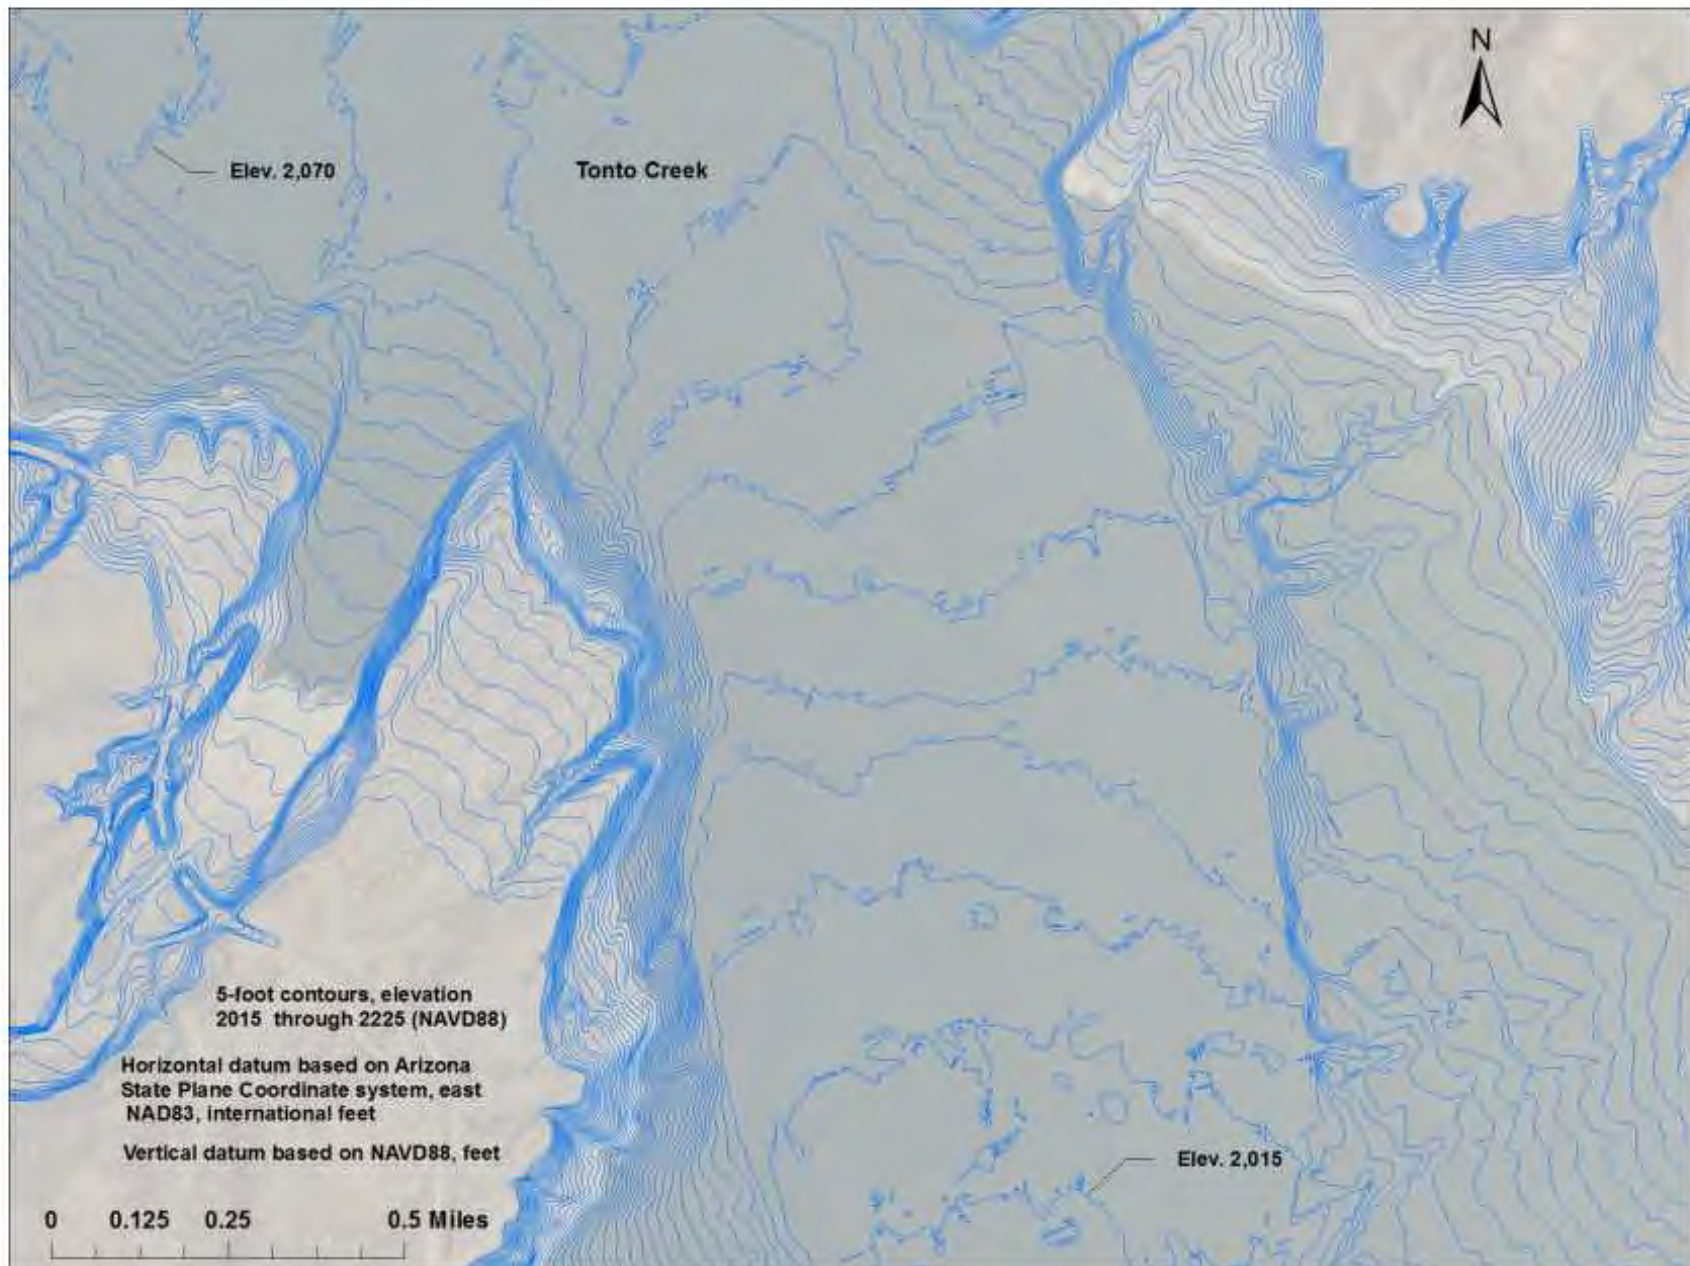 N
Elev. 2,070
Tonto Creek
5-foot contours, elevation
2015 through 2225 (NAVD88)
Horizontal datum based on Arizona
State Plane Coordinate system, east
NAD83, international feet
Vertical datum based on NAVD88, feet
Elev. 2,015
0 0.125 0.25 0.5 Miles